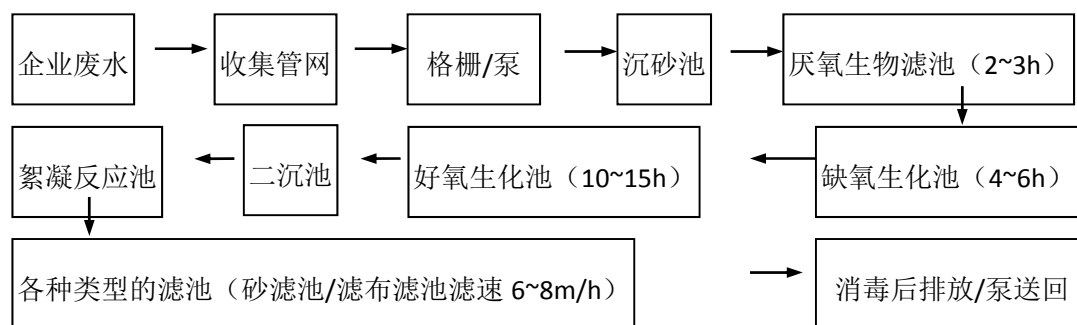 企业废水
收集管网
格栅/泵
沉砂池
厌氧生物滤池（2~3h）
缺氧生化池（4~6h）
好氧生化池（10~15h）
二沉池
絮凝反应池
各种类型的滤池（砂滤池/滤布滤池滤速 6~8m/h）
消毒后排放/泵送回